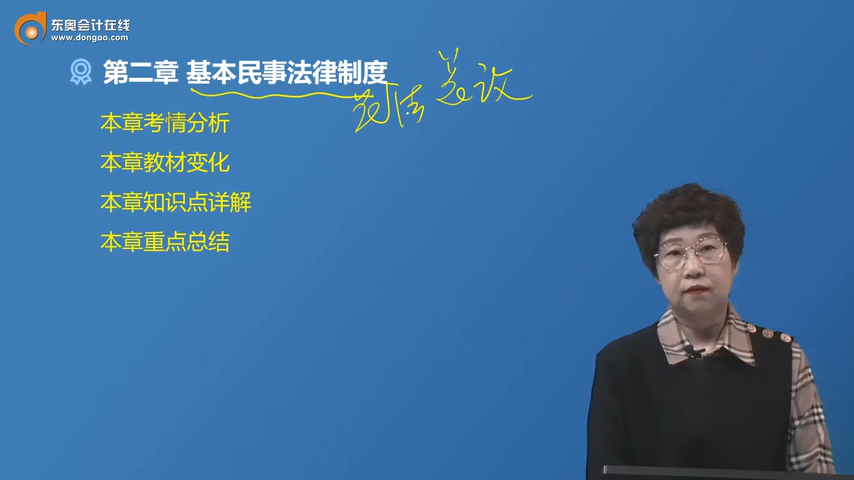 东奥会计在线
www.dongao.com
第二章 基本民事法律制度
本章考情分析
本章教材变化
本章知识点详解
本章重点总结